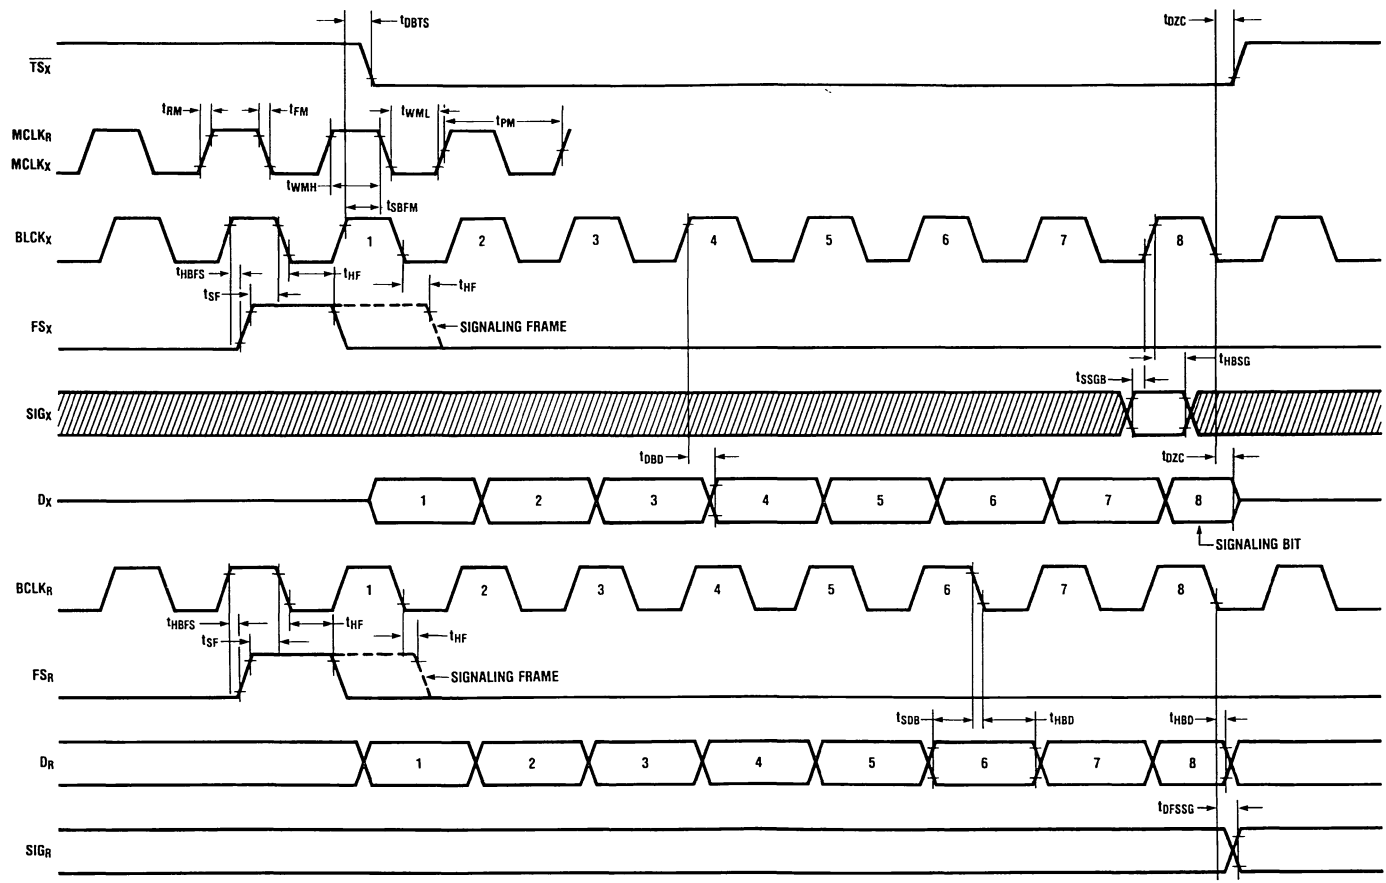 tDBTS
tDZC
TSX
tRM
tFM
tWML
tPM
MCLKR
MCLKX
tWMH
tSBFM
BLCKX
1 2 3 4 5 6 7 8
tHBFS
tHF
tSF
tHF
FSX
SIGNALING FRAME
tHBSG
tSSGB
SIGX
tDBD
tDZC
DX
1 2 3 4 5 6 7 8
SIGNALING BIT
BCLKR
1 2 3 4 5 6 7 8
tHBFS
tHF
tSF
tHF
FSR
SIGNALING FRAME
tSDB
tHBD
tHBD
DR
1 2 3 4 5 6 7 8
tDFSSG
SIGR